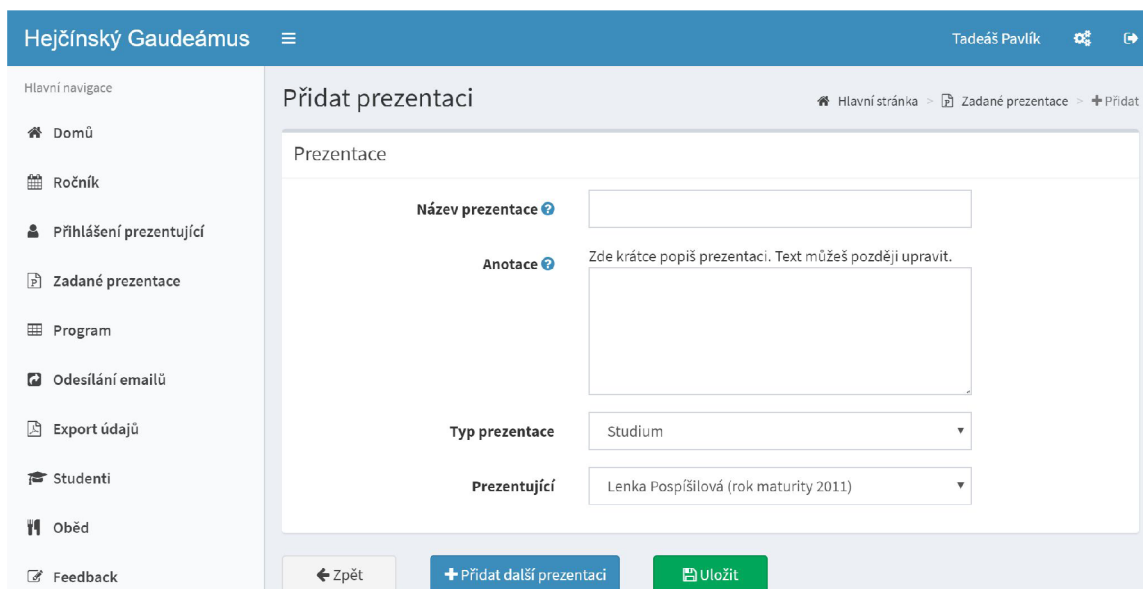 Hejčínský Gaudeámus
Tadeáš Pavlík
Hlavní navigace
Domů
Ročník
Přihlášení prezentující
Zadané prezentace
Program
Odesílání emailů
Export údajů
Studenti
Oběd
Feedback
Přidat prezentaci
Hlavní stránka > Zadané prezentace > Přidat
Prezentace
Název prezentace
Anotace
Zde krátce popiš prezentaci. Text můžeš později upravit.
Typ prezentace
Studium
Prezentující
Lenka Pospíšilová (rok maturity 2011)
Zpět
Přidat další prezentaci
Uložit